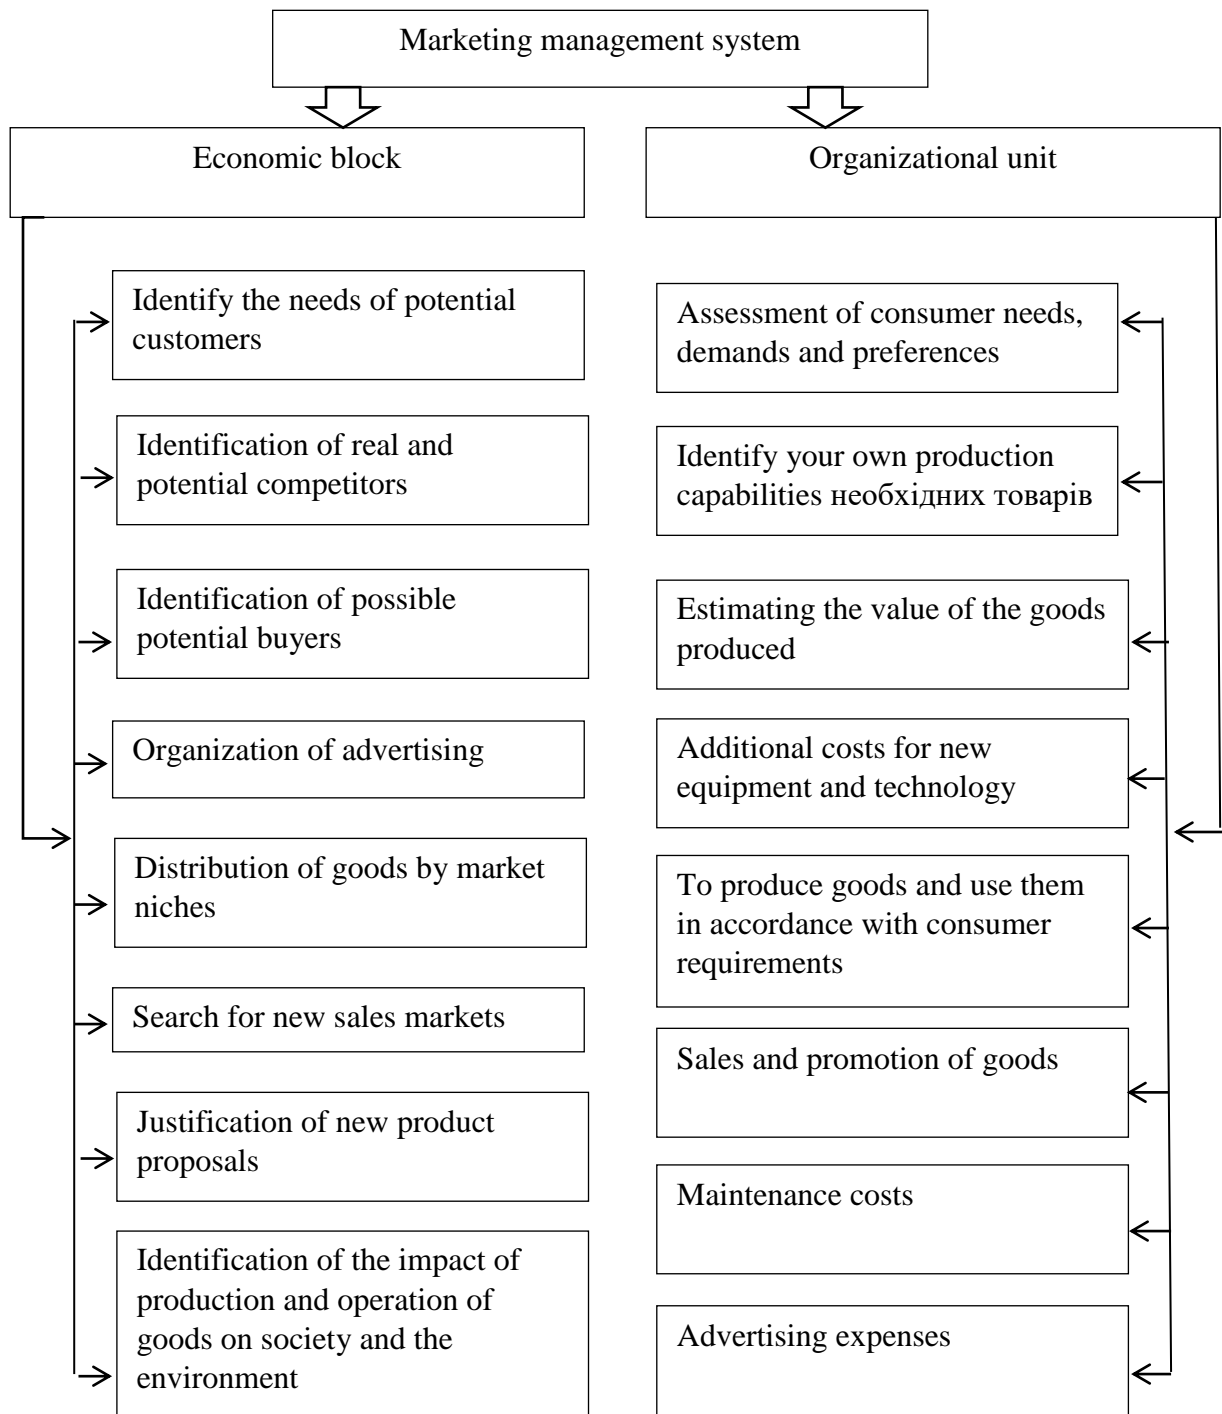 Marketing management system
Economic block
Organizational unit
Identify the needs of potential
customers
Identification of real and
potential competitors
Identification of possible
potential buyers
Organization of advertising
Distribution of goods by market
niches
Search for new sales markets
Justification of new product
proposals
Identification of the impact of
production and operation of
goods on society and the
environment
Assessment of consumer needs,
demands and preferences
Identify your own production
capabilities необхідних товарів
Estimating the value of the goods
produced
Additional costs for new
equipment and technology
To produce goods and use them
in accordance with consumer
requirements
Sales and promotion of goods
Maintenance costs
Advertising expenses